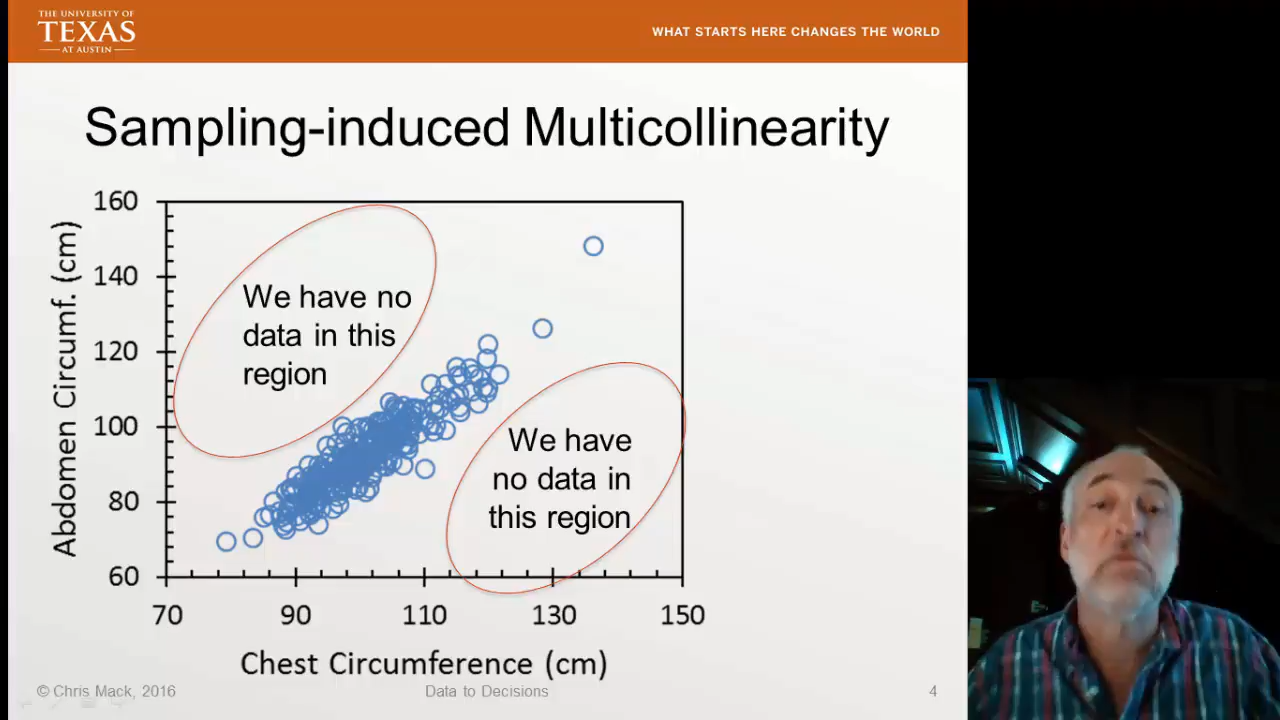 THE UNIVERSITY OF
TEXAS
AT AUSTIN
WHAT STARTS HERE CHANGES THE WORLD
Sampling-induced Multicollinearity
160
140
120
100
80
60
Abdomen Circumf. (cm)
We have no
data in this
region
We have
no data in
this region
70
90
110
130
150
Chest Circumference (cm)
© Chris Mack, 2016
Data to Decisions
4